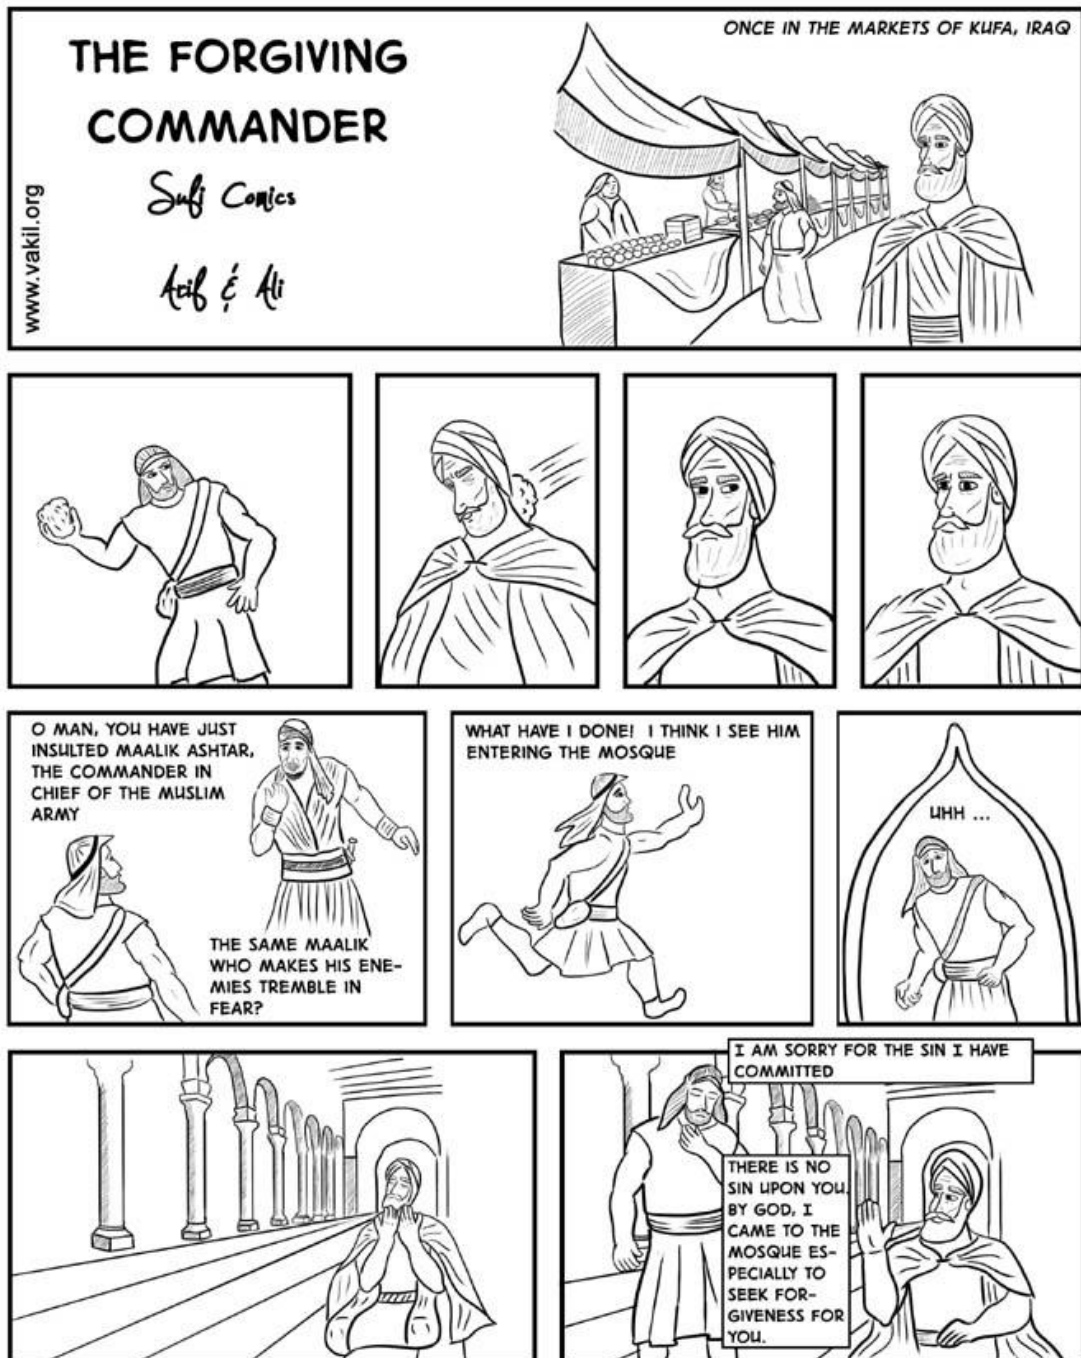 THE FORGIVING
COMMANDER
Sufi Comics
Arif & Ali
www.vakil.org
ONCE IN THE MARKETS OF KUFA, IRAQ
O MAN, YOU HAVE JUST
INSULTED MAALIK ASHTAR,
THE COMMANDER IN
CHIEF OF THE MUSLIM
ARMY
THE SAME MAALIK
WHO MAKES HIS ENE-
MIES TREMBLE IN
FEAR?
WHAT HAVE I DONE! I THINK I SEE HIM
ENTERING THE MOSQUE
UHH ...
I AM SORRY FOR THE SIN I HAVE
COMMITTED
THERE IS NO
SIN UPON YOU.
BY GOD, I
CAME TO THE
MOSQUE ES-
PECIALLY TO
SEEK FOR-
GIVENESS FOR
YOU.